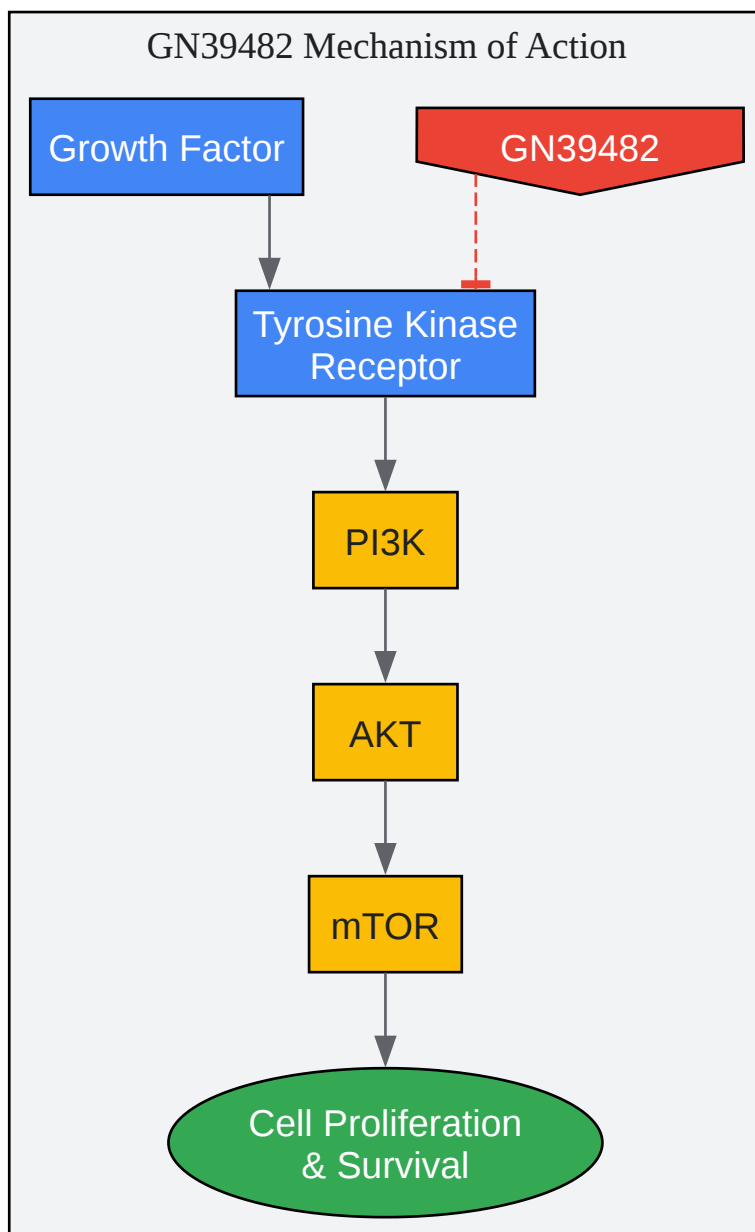 GN39482 Mechanism of Action
Growth Factor
GN39482
Tyrosine Kinase
Receptor
PI3K
AKT
mTOR
Cell Proliferation
& Survival